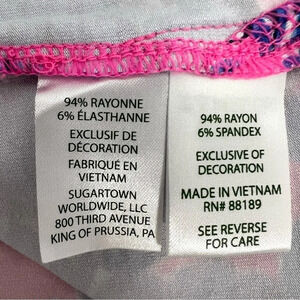 94% RAYONNE
6% ÉLASTHANNE
EXCLUSIF DE
DÉCORATION
FABRIQUÉ EN
VIETNAM
SUGARTOWN
WORLDWIDE, LLC
800 THIRD AVENUE
KING OF PRUSSIA, PA
94% RAYON
6% SPANDEX
EXCLUSIVE OF
DECORATION
MADE IN VIETNAM
RN# 88189
SEE REVERSE
FOR CARE